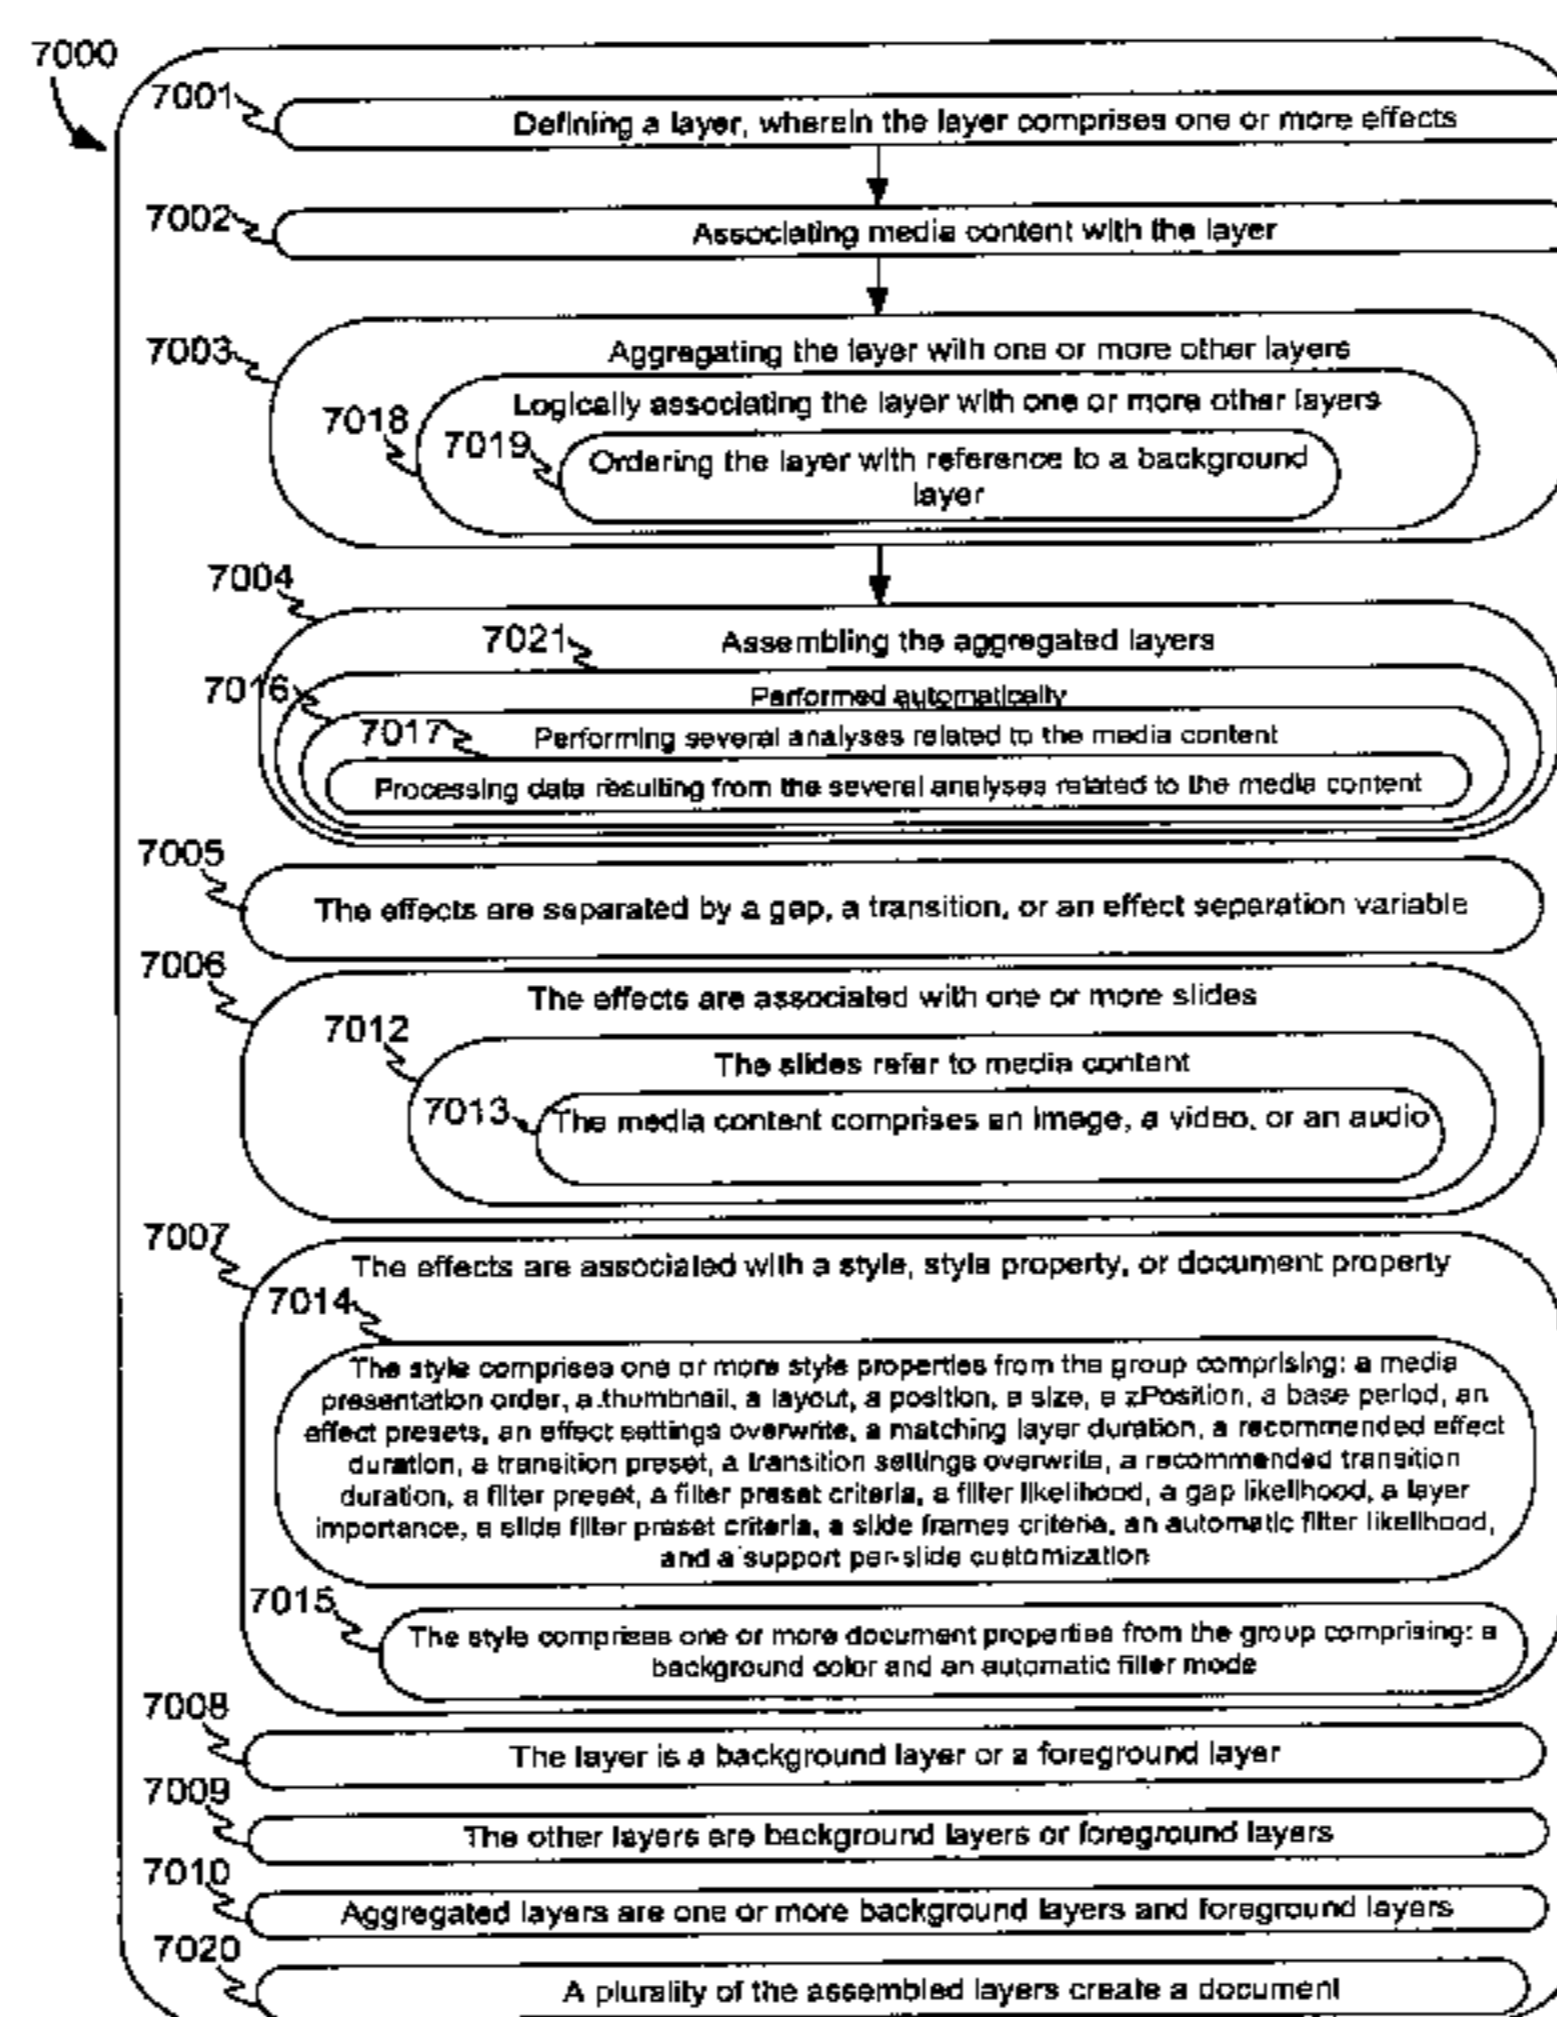 7000
7001
Defining a layer, wherein the layer comprises one or more effects
7002
Associating media content with the layer
7003
Aggregating the layer with one or more other layers
7018
Logically associating the layer with one or more other layers
7019
Ordering the layer with reference to a background
layer
7004
7021
Assembling the aggregated layers
7016
Performed automatically
7017
Performing several analyses related to the media content
Processing data resulting from the several analyses related to the media content
7005
The effects are separated by a gap, a transition, or an effect separation variable
7006
The effects are associated with one or more slides
7012
The slides refer to media content
7013
The media content comprises an image, a video, or an audio
7007
The effects are associated with a style, style property, or document property
7014
The style comprises one or more style properties from the group comprising: a media
presentation order, a thumbnail, a layout, a position, a size, a zPosition, a base period, an
effect presets, an effect settings overwrite, a matching layer duration, a recommended effect
duration, a transition preset, a transition settings overwrite, a recommended transition
duration, a filter preset, a filter preset criteria, a filter likelihood, a gap likelihood, a layer
importance, a slide filter preset criteria, a slide frames criteria, an automatic filter likelihood,
and a support per-slide customization
7015
The style comprises one or more document properties from the group comprising: a
background color and an automatic filter mode
7008
The layer is a background layer or a foreground layer
7009
The other layers are background layers or foreground layers
7010
Aggregated layers are one or more background layers and foreground layers
7020
A plurality of the assembled layers create a document